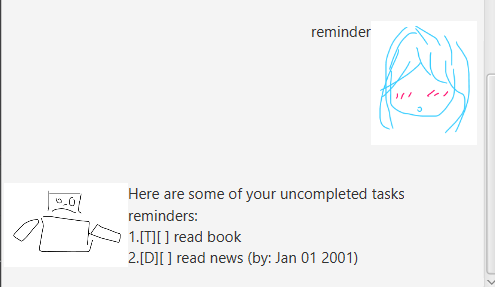 reminder
Here are some of your uncompleted tasks
reminders:
1.[T][ ] read book
2.[D][ ] read news (by: Jan 01 2001)